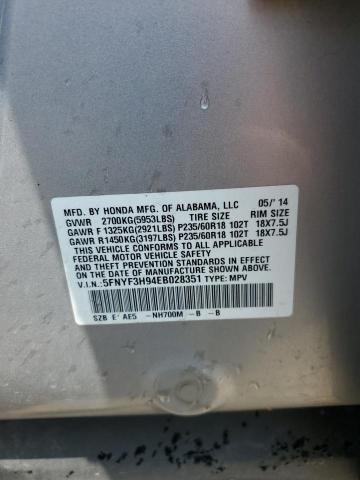 MFD. BY HONDA MFG. OF ALABAMA, LLC 05/'14
GVWR 2700KG(5953LBS) TIRE SIZE RIM SIZE
GAWR F 1325KG(2921LBS) P235/60R18 102T 18X7.5J
GAWR R1450KG(3197LBS) P235/60R18 102T 18X7.5J
THIS VEHICLE CONFORMS TO ALL APPLICABLE
FEDERAL MOTOR VEHICLE SAFETY AND THEFT PREVENTION
STANDARDS IN EFFECT ON THE DATE OF MANUFACTURE SHOWN ABOVE.
V.I.N.: 5FNYF3H94EB028351 TYPE: MPV
SZB E' AE5 -NH700M -B -B